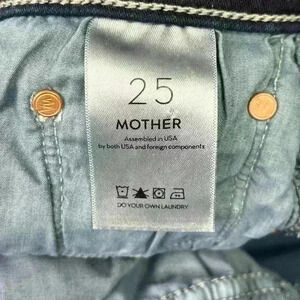 25
MOTHER
Assembled in USA
by both USA and foreign components
DO YOUR OWN LAUNDRY